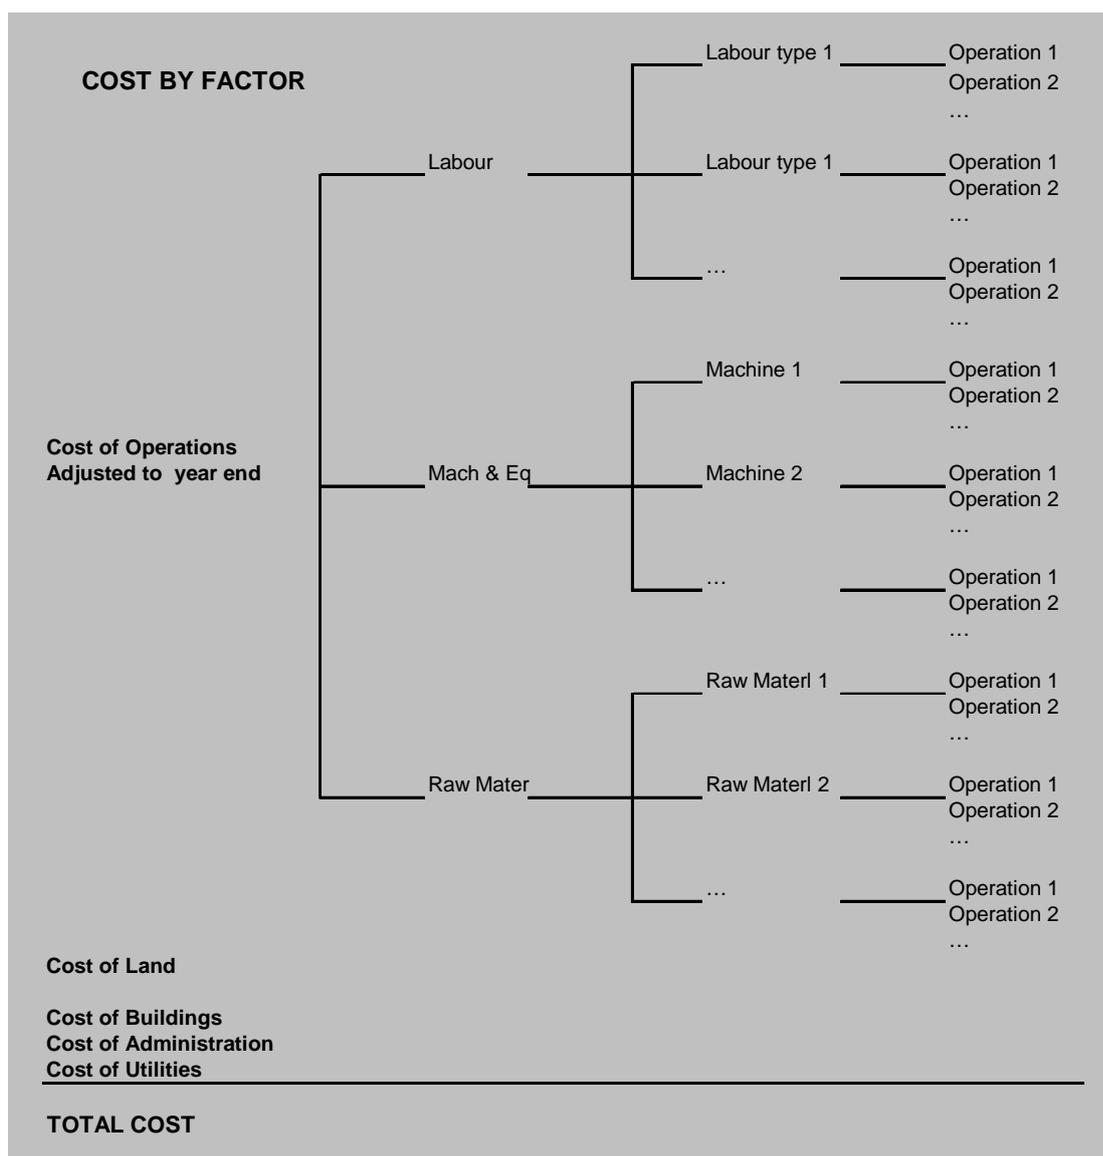 COST BY FACTOR
Labour type 1 Operation 1
Operation 2
…
Labour Labour type 1 Operation 1
Operation 2
…
… Operation 1
Operation 2
…
Machine 1 Operation 1
Operation 2
…
Cost of Operations
Adjusted to year end Mach & Eq Machine 2 Operation 1
Operation 2
…
… Operation 1
Operation 2
…
Raw Materl 1 Operation 1
Operation 2
…
Raw Mater Raw Materl 2 Operation 1
Operation 2
…
… Operation 1
Operation 2
…
Cost of Land
Cost of Buildings
Cost of Administration
Cost of Utilities
TOTAL COST